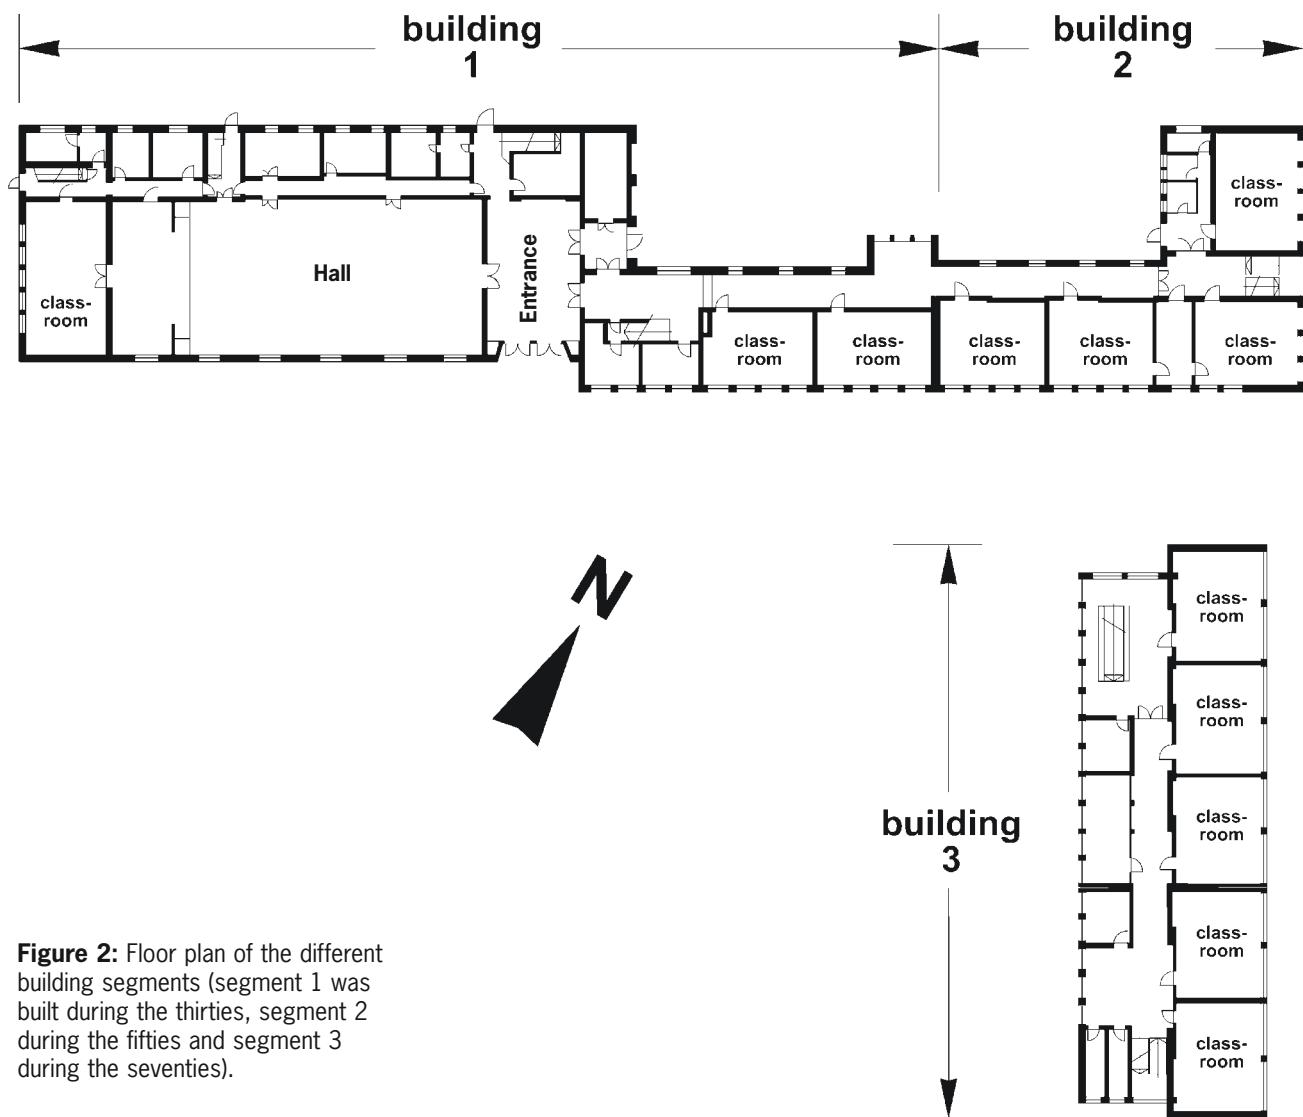 building
1
building
2
class-
room
Hall
Entrance
class-
room
class-
room
class-
room
class-
room
class-
room
class-
room
N
class-
room
class-
room
building
3
class-
room
class-
room
class-
room
Figure 2: Floor plan of the different
building segments (segment 1 was
built during the thirties, segment 2
during the fifties and segment 3
during the seventies).